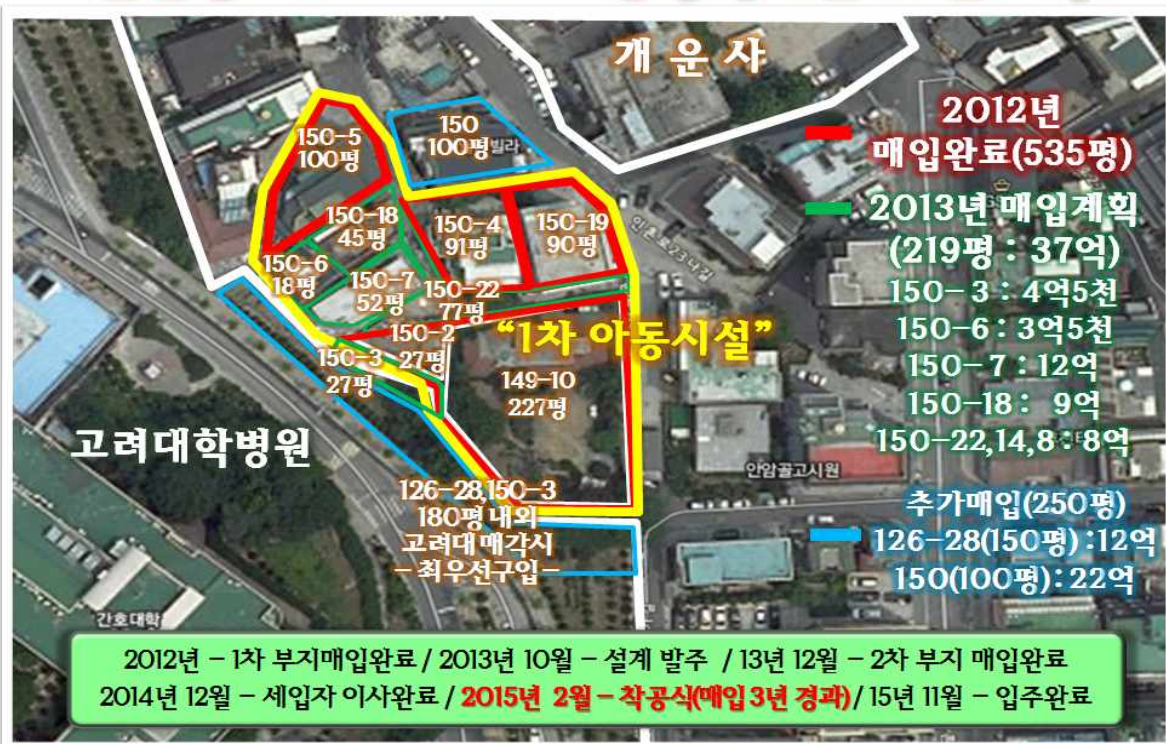 개운사
150-5
100평
150
100평
빌라
150-18
45평
150-4
91평
150-19
90평
인촌로23나길
150-6
18평
150-7
52평
150-22
77평
150-2
27평
150-3
27평
"1차 아동시설"
149-10
227평
고려대학병원
안암골고시원
126-28,150-3
180평 내외
고려대 매각시
- 최우선구입 -
간호대학
2012년
매입완료(535평)
2013년 매입계획
(219평 : 37억)
150-3 : 4억5천
150-6 : 3억5천
150-7 : 12억
150-18 : 9억
150-22,14,8 : 8억
추가매입(250평)
126-28(150평) :12억
150(100평) : 22억
2012년 - 1차 부지매입완료 / 2013년 10월 - 설계 발주 / 13년 12월 - 2차 부지 매입완료
2014년 12월 - 세입자 이사완료 / 2015년 2월 - 착공식(매입 3년 경과) / 15년 11월 - 입주완료